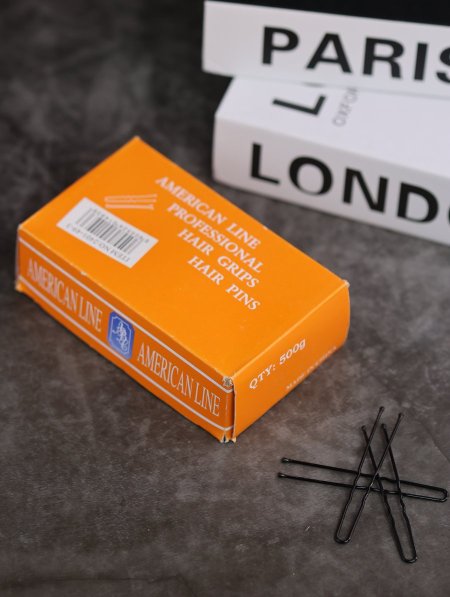 PARIS
LONDO
AMERICAN LINE
PROFESSIONAL
HAIR GRIPS
HAIR PINS
AMERICAN LINE
AMERICAN LINE
QTY: 500g